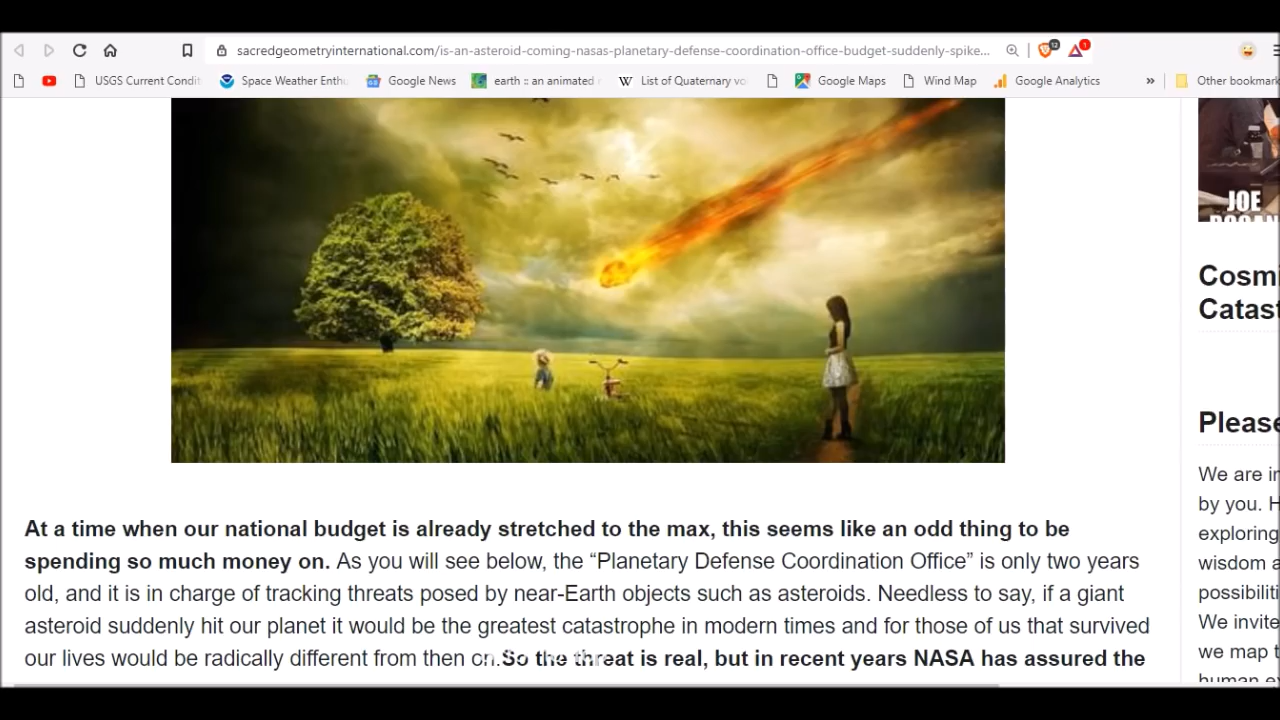 sacredgeometryinternational.com/is-an-asteroid-coming-nasas-planetary-defense-coordination-office-budget-suddenly-spike...
12
1
USGS Current Condit
Space Weather Enthu
Google News
earth :: an animated
List of Quaternary vo
Google Maps
Wind Map
Google Analytics
»
Other bookmark
JOE
ROGAN
Cosmi
Catast
At a time when our national budget is already stretched to the max, this seems like an odd thing to be
spending so much money on. As you will see below, the “Planetary Defense Coordination Office” is only two years
old, and it is in charge of tracking threats posed by near-Earth objects such as asteroids. Needless to say, if a giant
asteroid suddenly hit our planet it would be the greatest catastrophe in modern times and for those of us that survived
our lives would be radically different from then on. So the threat is real, but in recent years NASA has assured the
Please
We are in
by you. H
exploring
wisdom a
possibiliti
We invite
we map t
human ex